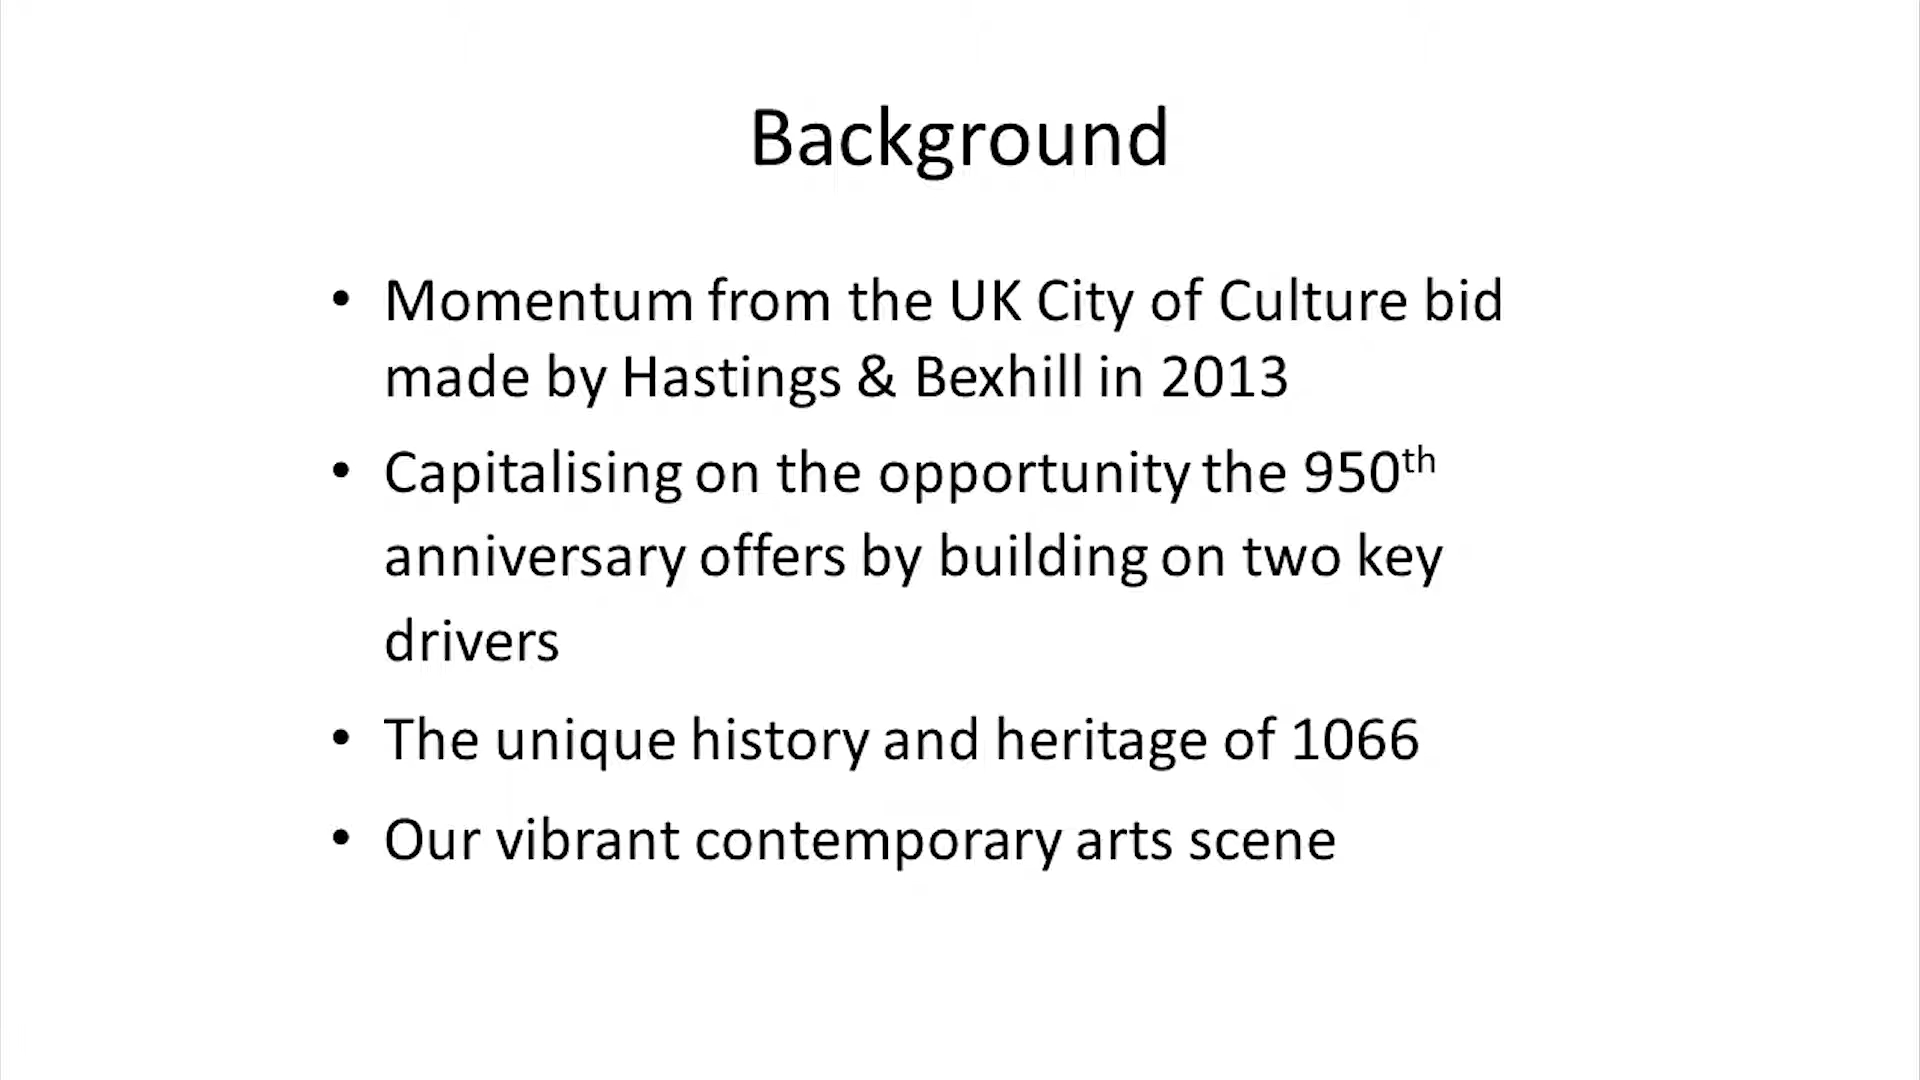 Background
• Momentum from the UK City of Culture bid
made by Hastings & Bexhill in 2013
• Capitalising on the opportunity the 950th
anniversary offers by building on two key
drivers
• The unique history and heritage of 1066
• Our vibrant contemporary arts scene